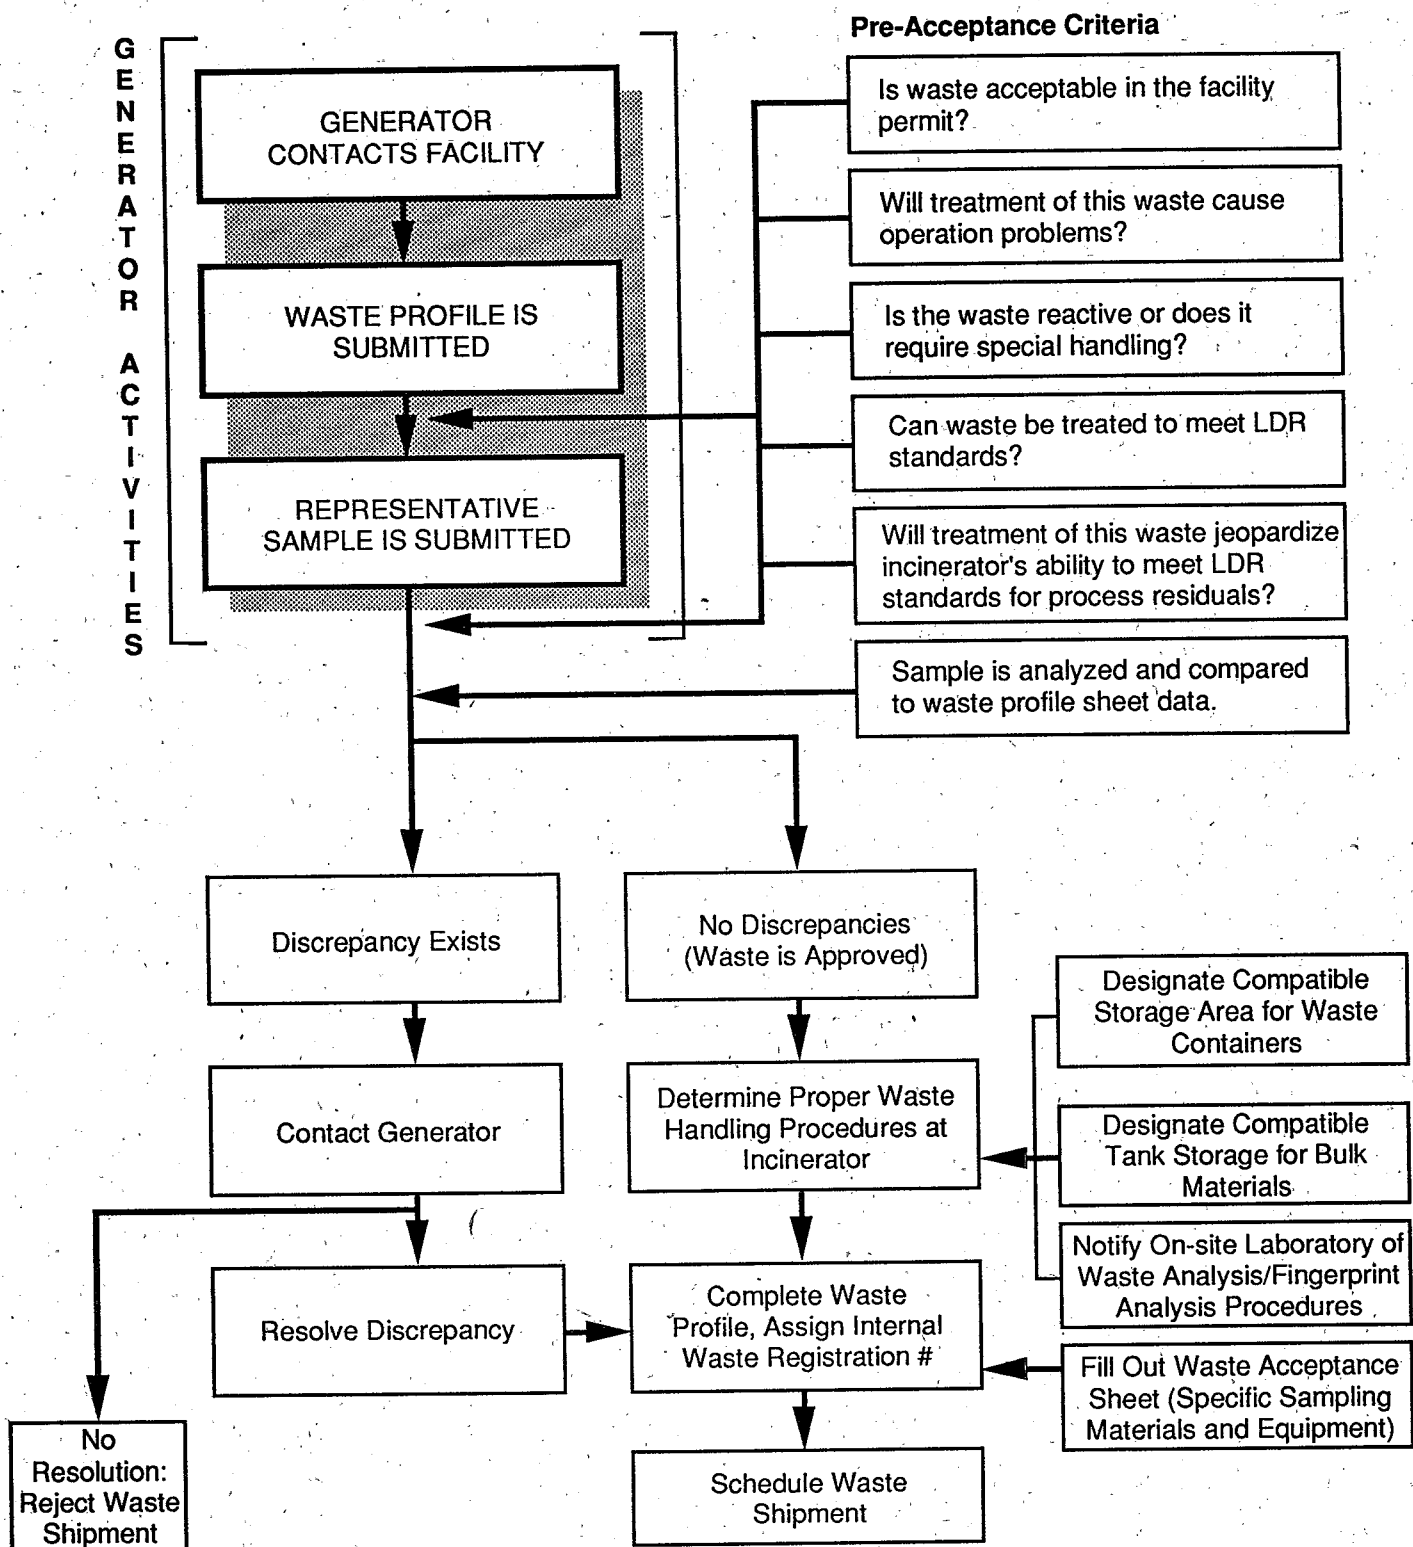 GENERATOR ACTIVITIES
GENERATOR
CONTACTS FACILITY
WASTE PROFILE IS
SUBMITTED
REPRESENTATIVE
SAMPLE IS SUBMITTED
Pre-Acceptance Criteria
Is waste acceptable in the facility
permit?
Will treatment of this waste cause
operation problems?
Is the waste reactive or does it
require special handling?
Can waste be treated to meet LDR
standards?
Will treatment of this waste jeopardize
incinerator's ability to meet LDR
standards for process residuals?
Sample is analyzed and compared
to waste profile sheet data.
Discrepancy Exists
No Discrepancies
(Waste is Approved)
Contact Generator
Determine Proper Waste
Handling Procedures at
Incinerator
Designate Compatible
Storage Area for Waste
Containers
Designate Compatible
Tank Storage for Bulk
Materials
Notify On-site Laboratory of
Waste Analysis/Fingerprint
Analysis Procedures
Resolve Discrepancy
Complete Waste
Profile, Assign Internal
Waste Registration #
Fill Out Waste Acceptance
Sheet (Specific Sampling
Materials and Equipment)
No
Resolution:
Reject Waste
Shipment
Schedule Waste
Shipment